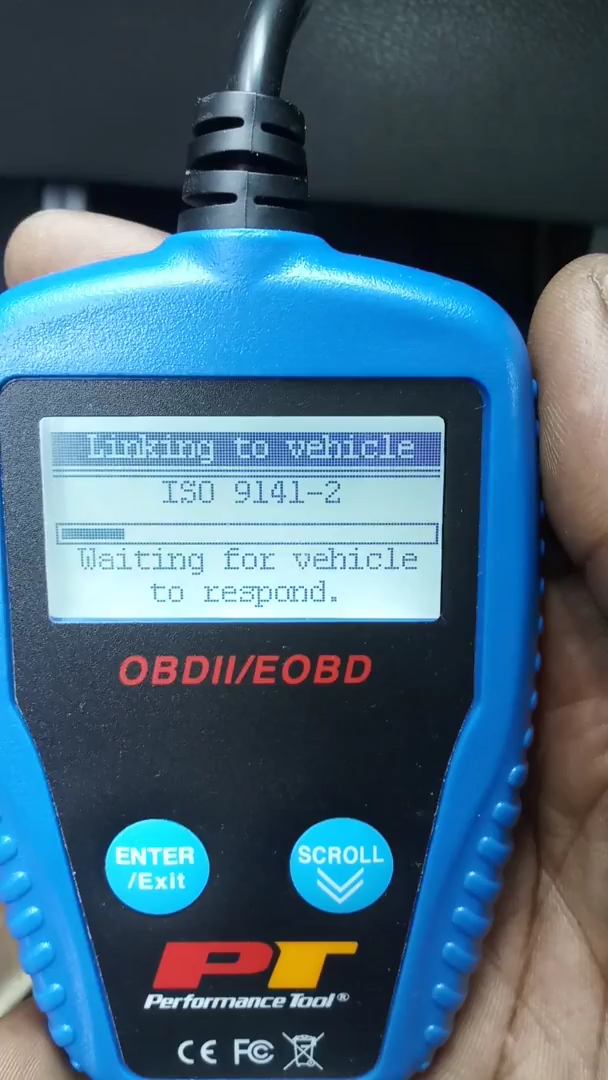 Linking to vehicle
ISO 9141-2
Waiting for vehicle
to respond.
OBDII/EOBD
ENTER
/Exit
SCROLL
PT
Performance Tool®
CE FC